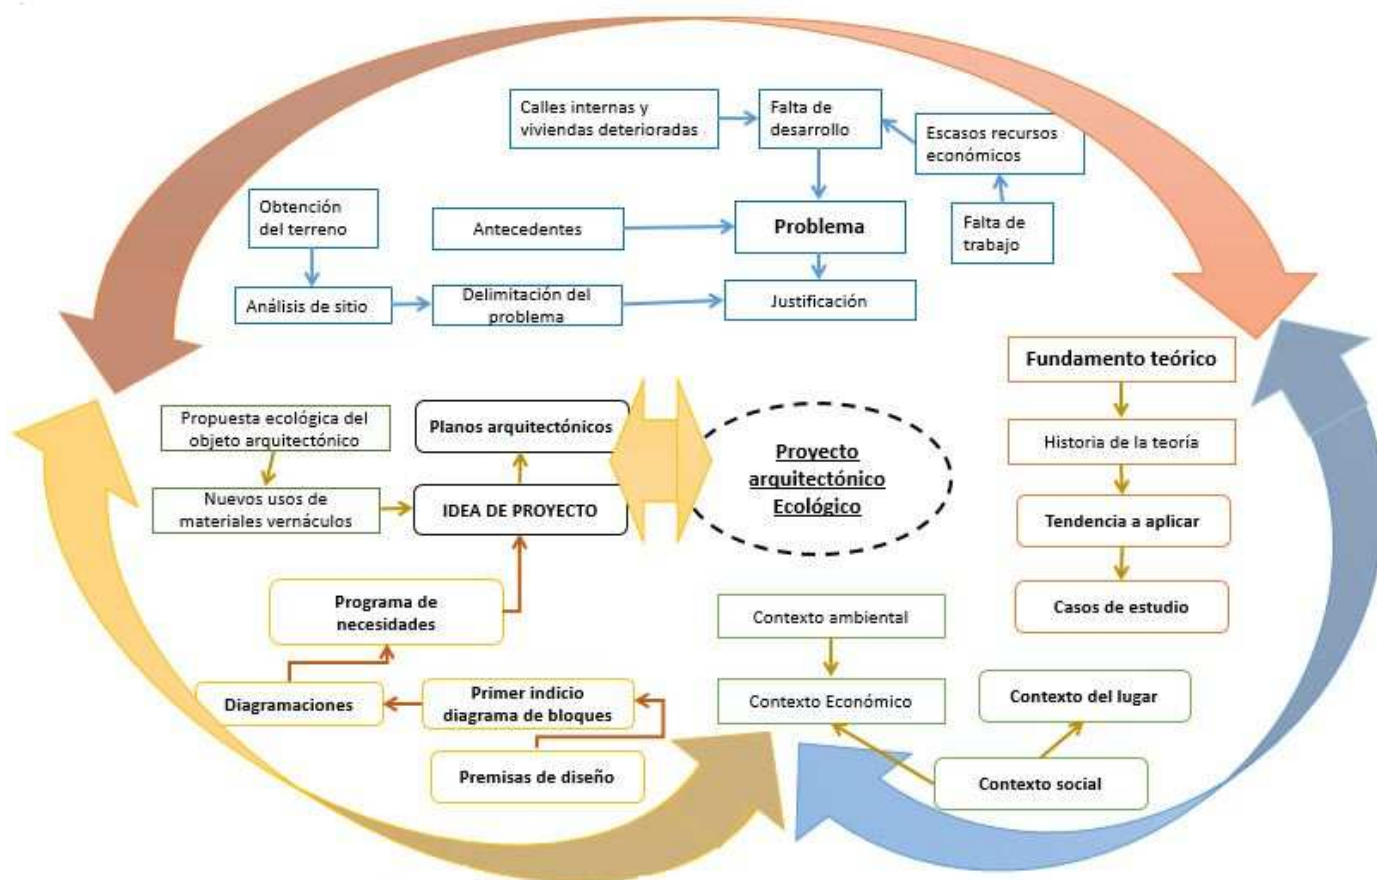 Calles internas y
viviendas deterioradas
Falta de
desarrollo
Escasos recursos
económicos
Obtención
del terreno
Antecedentes
Problema
Falta de
trabajo
Análisis de sitio
Delimitación del
problema
Justificación
Fundamento teórico
Propuesta ecológica del
objeto arquitectónico
Planos arquitectónicos
Proyecto
arquitectónico
Ecológico
Historia de la teoría
Nuevos usos de
materiales vernáculos
IDEA DE PROYECTO
Tendencia a aplicar
Programa de
necesidades
Contexto ambiental
Casos de estudio
Diagramaciones
Primer indicio
diagrama de bloques
Contexto Económico
Contexto del lugar
Premisas de diseño
Contexto social